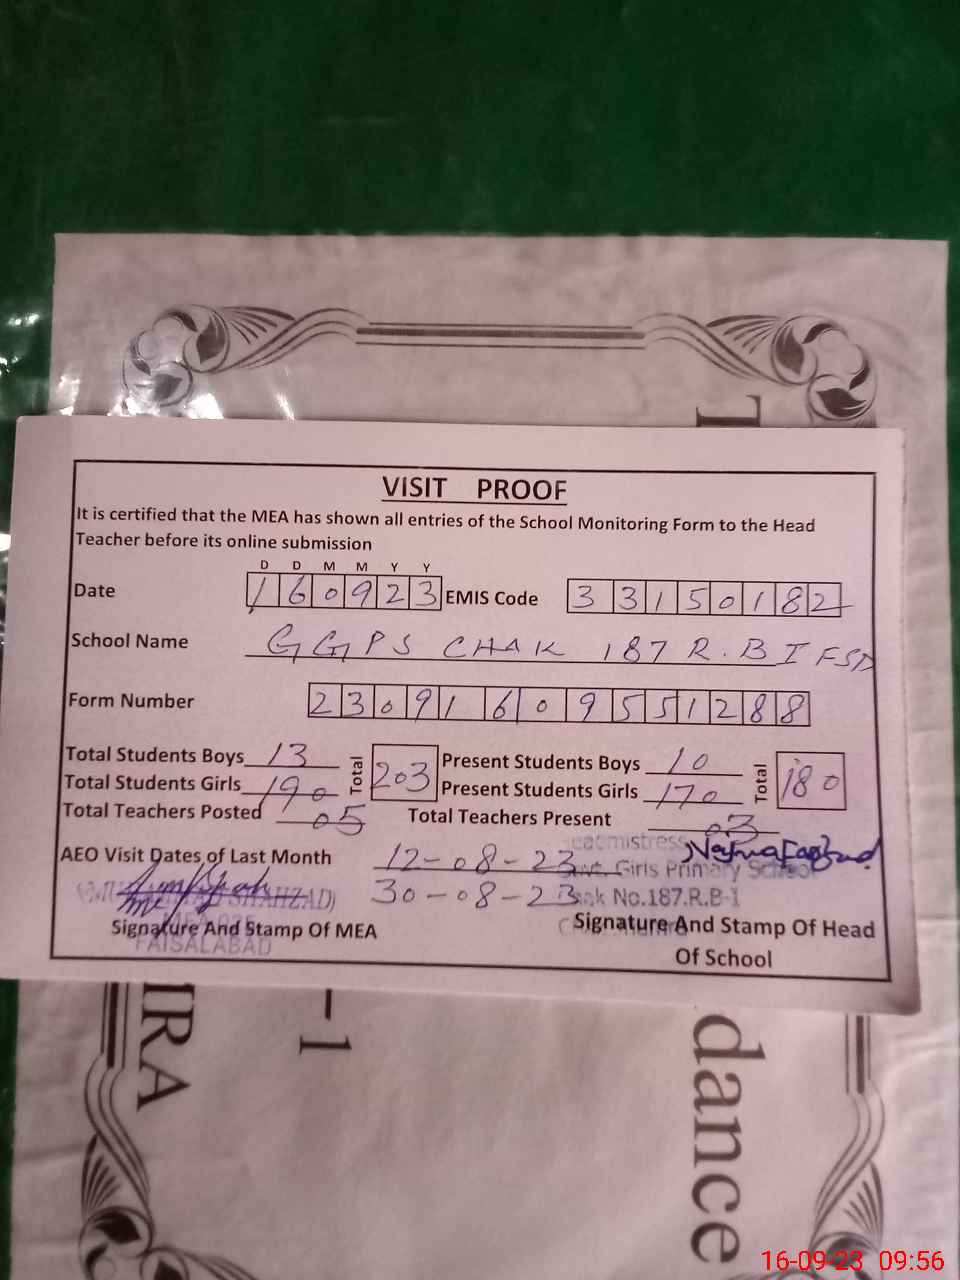 T
VISIT PROOF
It is certified that the MEA has shown all entries of the School Monitoring Form to the Head
Teacher before its online submission
D D M M Y Y
Date 160923 EMIS Code 33150182
School Name GGPS CHAK 187 R.B I FSD
Form Number 23091609551288
Total Students Boys 13 Total 203 Present Students Boys 10 Total 180
Total Students Girls 190 Present Students Girls 170
Total Teachers Posted 05 Total Teachers Present 03
AEO Visit Dates of Last Month 12-08-23
30-08-23
Girls Primary School
No.187.R.B-I
SHAHZAD)
Signature And Stamp Of MEA
FAISALABAD
Signature And Stamp Of Head
Of School
IRA
-1
dance
16-09-23 09:56